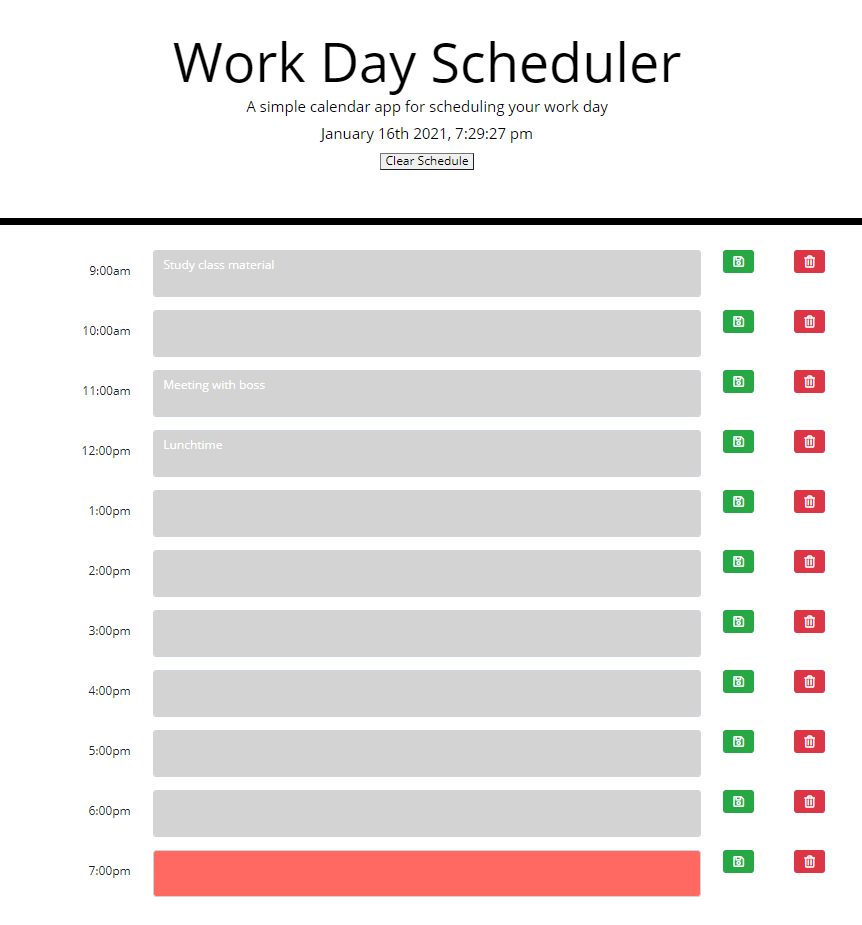 Work Day Scheduler
A simple calendar app for scheduling your work day
January 16th 2021, 7:29:27 pm
Clear Schedule
9:00am Study class material
10:00am
11:00am Meeting with boss
12:00pm Lunchtime
1:00pm
2:00pm
3:00pm
4:00pm
5:00pm
6:00pm
7:00pm